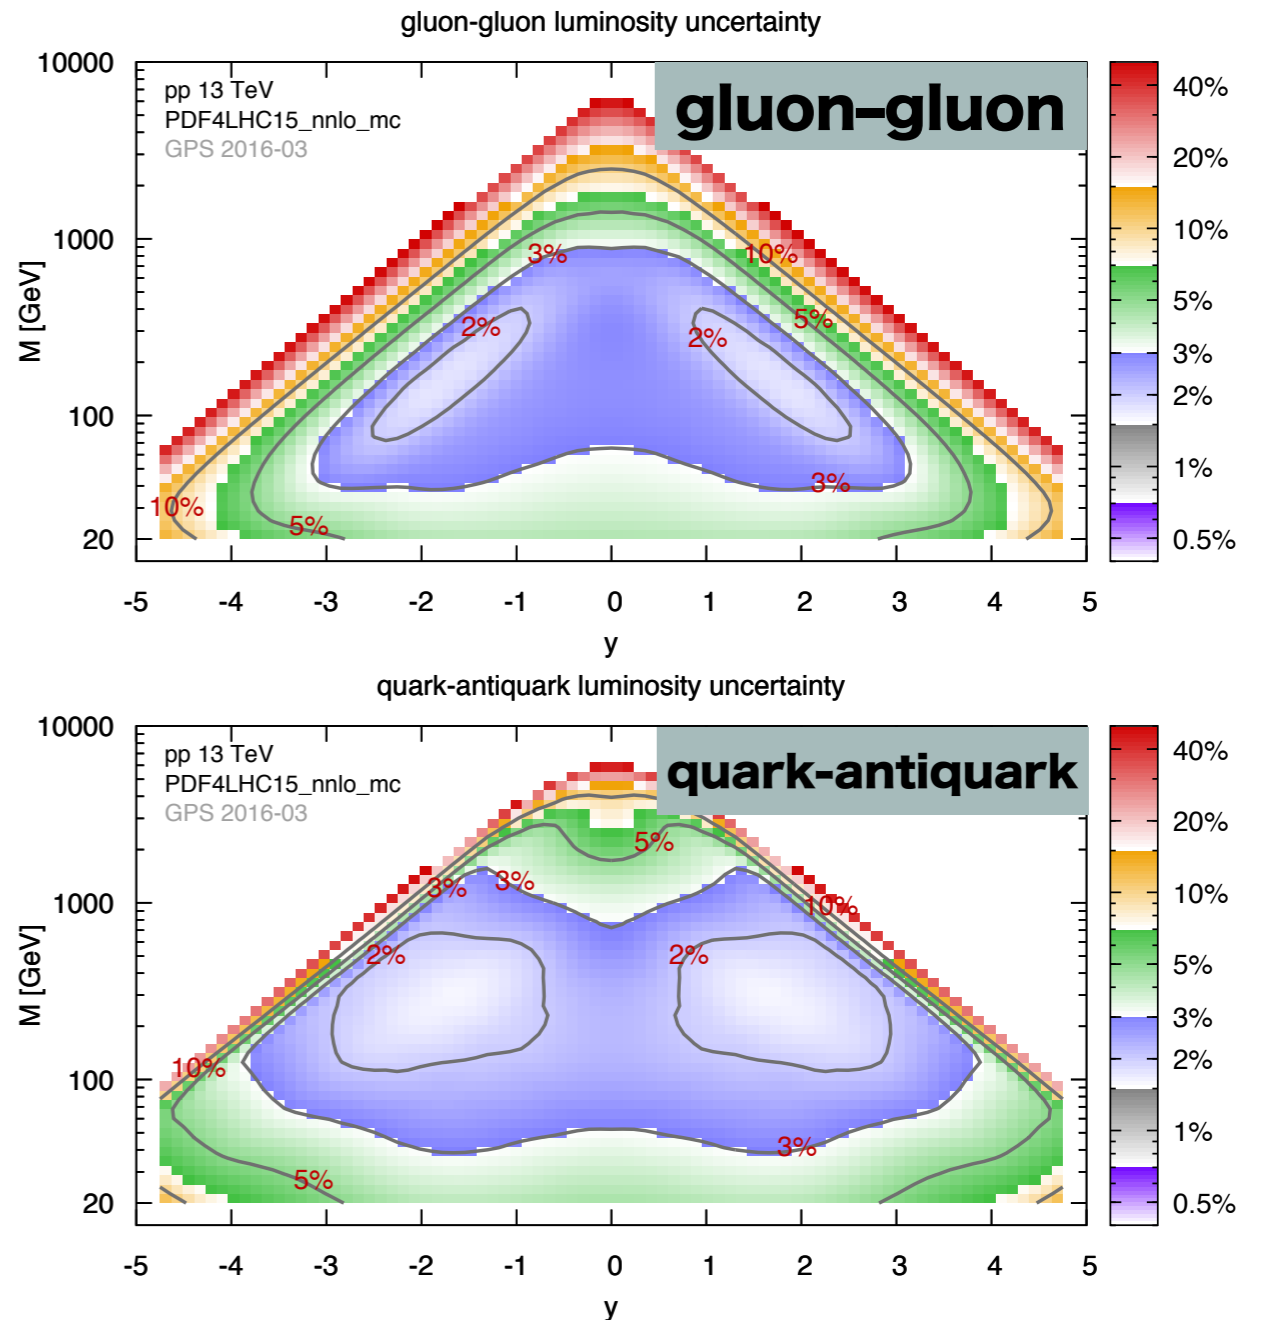 gluon-gluon luminosity uncertainty
10000
pp 13 TeV
PDF4LHC15_nnlo_mc
GPS 2016-03
gluon–gluon
40%
20%
10%
5%
3%
2%
1%
0.5%
1000
100
20
M [GeV]
3%
10%
2%
5%
2%
10%
5%
3%
-5 -4 -3 -2 -1 0 1 2 3 4 5
y
quark-antiquark luminosity uncertainty
10000
pp 13 TeV
PDF4LHC15_nnlo_mc
GPS 2016-03
quark-antiquark
40%
20%
10%
5%
3%
2%
1%
0.5%
1000
100
20
M [GeV]
5%
3%
3%
10%
2%
2%
10%
3%
5%
-5 -4 -3 -2 -1 0 1 2 3 4 5
y